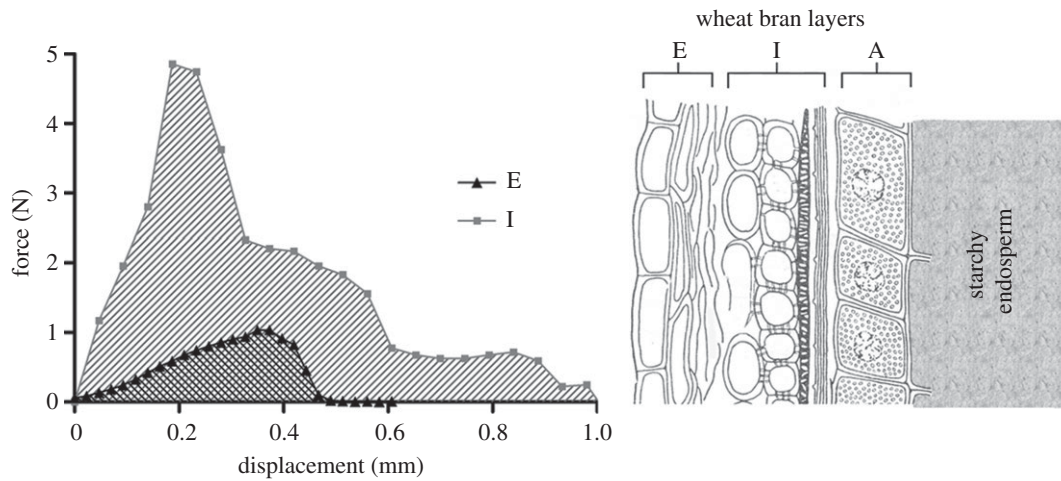 wheat bran layers
E I A
5
4
3
2
1
0
force (N)
E
I
0 0.2 0.4 0.6 0.8 1.0
displacement (mm)
starchy
endosperm